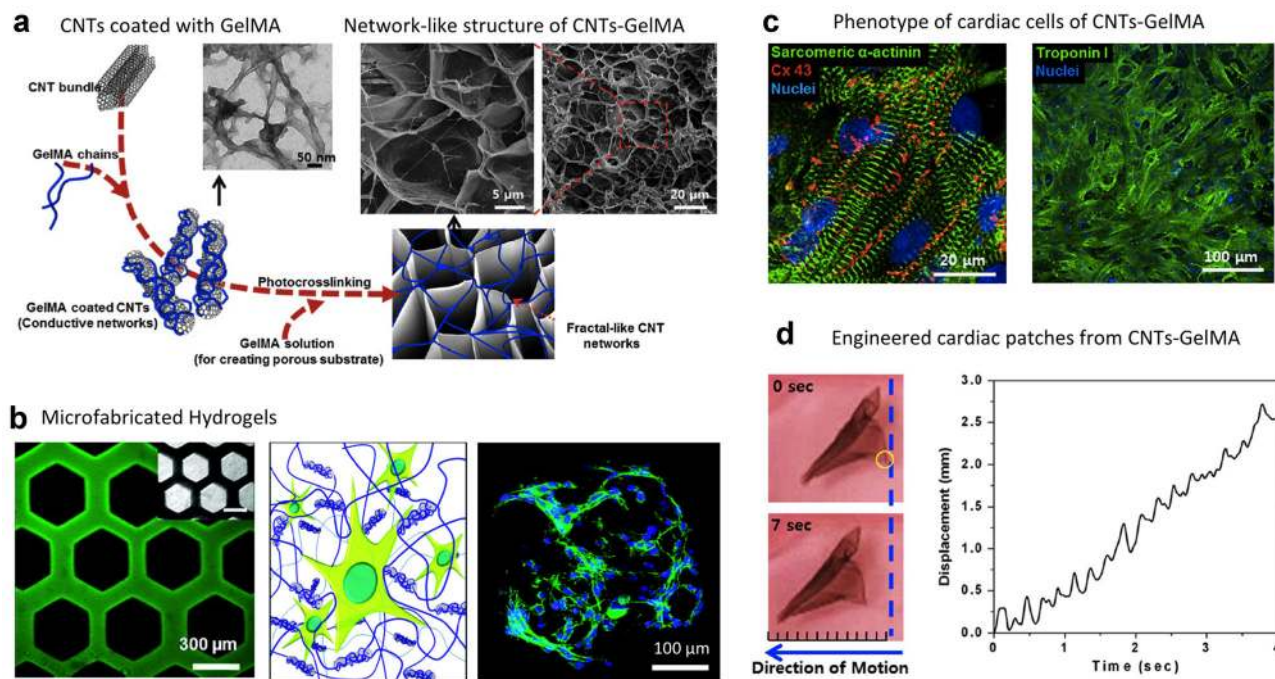 a
CNTs coated with GelMA
Network-like structure of CNTs-GelMA
CNT bundle
50 nm
GelMA chains
5 µm
20 µm
Photocrosslinking
GelMA coated CNTs
(Conductive networks)
GelMA solution
(for creating porous substrate)
Fractal-like CNT
networks
b
Microfabricated Hydrogels
300 µm
100 µm
c
Phenotype of cardiac cells of CNTs-GelMA
Sarcomeric α-actinin
Cx 43
Nuclei
20 µm
Troponin I
Nuclei
100 µm
d
Engineered cardiac patches from CNTs-GelMA
0 sec
7 sec
Direction of Motion
Displacement (mm)
3.0
2.5
2.0
1.5
1.0
0.5
0.0
0
1
2
3
4
Time (sec)